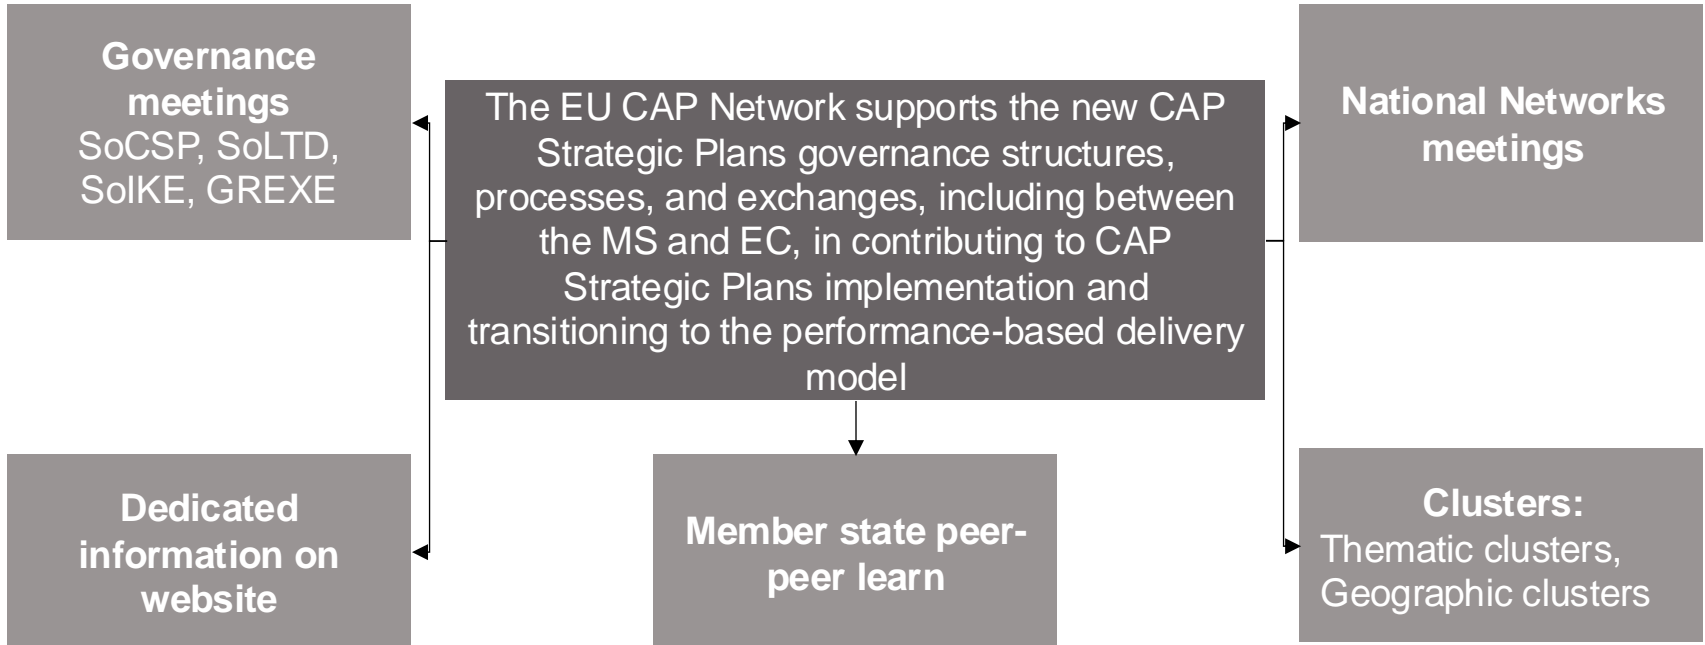 Governance
meetings
SoCSP, SoLTD,
SoIKE, GREXE
The EU CAP Network supports the new CAP
Strategic Plans governance structures,
processes, and exchanges, including between
the MS and EC, in contributing to CAP
Strategic Plans implementation and
transitioning to the performance-based delivery
model
National Networks
meetings
Dedicated
information on
website
Member state peer-
peer learn
Clusters:
Thematic clusters,
Geographic clusters